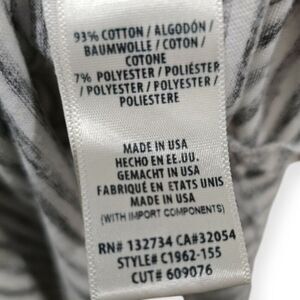 93% COTTON / ALGODÓN /
BAUMWOLLE / COTON /
COTONE
7% POLYESTER / POLIÉSTER
/ POLYESTER / POLYESTER /
POLIESTERE
MADE IN USA
HECHO EN EE.UU.
GEMACHT IN USA
FABRIQUÉ EN ETATS UNIS
MADE IN USA
(WITH IMPORT COMPONENTS)
RN# 132734 CA#32054
STYLE# C1962-155
CUT# 609076